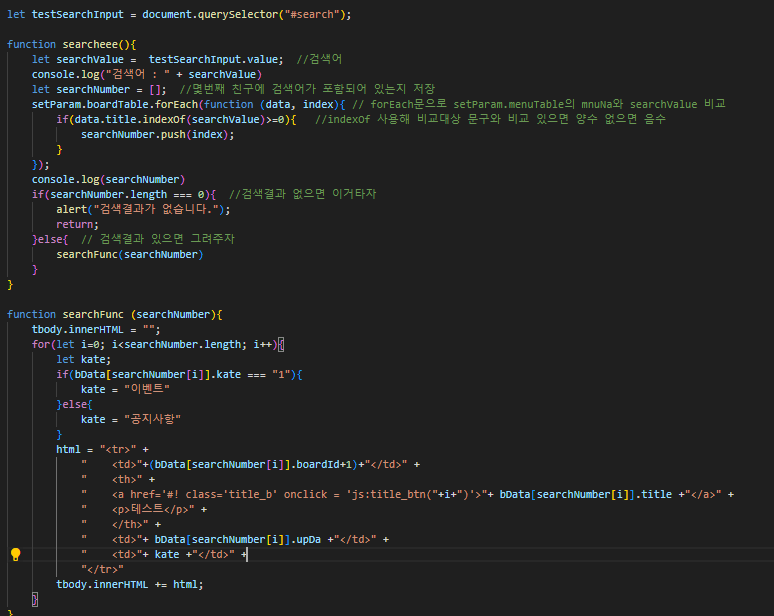 let testSearchInput = document.querySelector("#search");

function searcheee(){
    let searchValue =  testSearchInput.value;  //검색어
    console.log("검색어 : " + searchValue)
    let searchNumber = [];  //몇번째 친구에 검색어가 포함되어 있는지 저장
    setParam.boardTable.forEach(function (data, index){ // forEach문으로 setParam.menuTable의 mnuNa와 searchValue 비교
        if(data.title.indexOf(searchValue)>=0){   //indexOf 사용해 비교대상 문구와 비교 있으면 양수 없으면 음수
            searchNumber.push(index);
        }
    });
    console.log(searchNumber)
    if(searchNumber.length === 0){  //검색결과 없으면 이거타자
        alert("검색결과가 없습니다.");
        return;
    }else{  // 검색결과 있으면 그려주자
        searchFunc(searchNumber)
    }
}

function searchFunc (searchNumber){
    tbody.innerHTML = "";
    for(let i=0; i<searchNumber.length; i++){
        let kate;
        if(bData[searchNumber[i]].kate === "1"){
            kate = "이벤트"
        }else{
            kate = "공지사항"
        }
        html = "<tr>" +
            "    <td>"+(bData[searchNumber[i]].boardId+1)+"</td>" +
            "    <th>" +
            "    <a href='#! class='title_b' onclick = 'js:title_btn("+i+")'>"+ bData[searchNumber[i]].title +"</a>" +
            "    <p>테스트</p>" +
            "    </th>" +
            "    <td>"+ bData[searchNumber[i]].upDa +"</td>" +
            "    <td>"+ kate +"</td>" +
            "</tr>"
        tbody.innerHTML += html;
    }
}